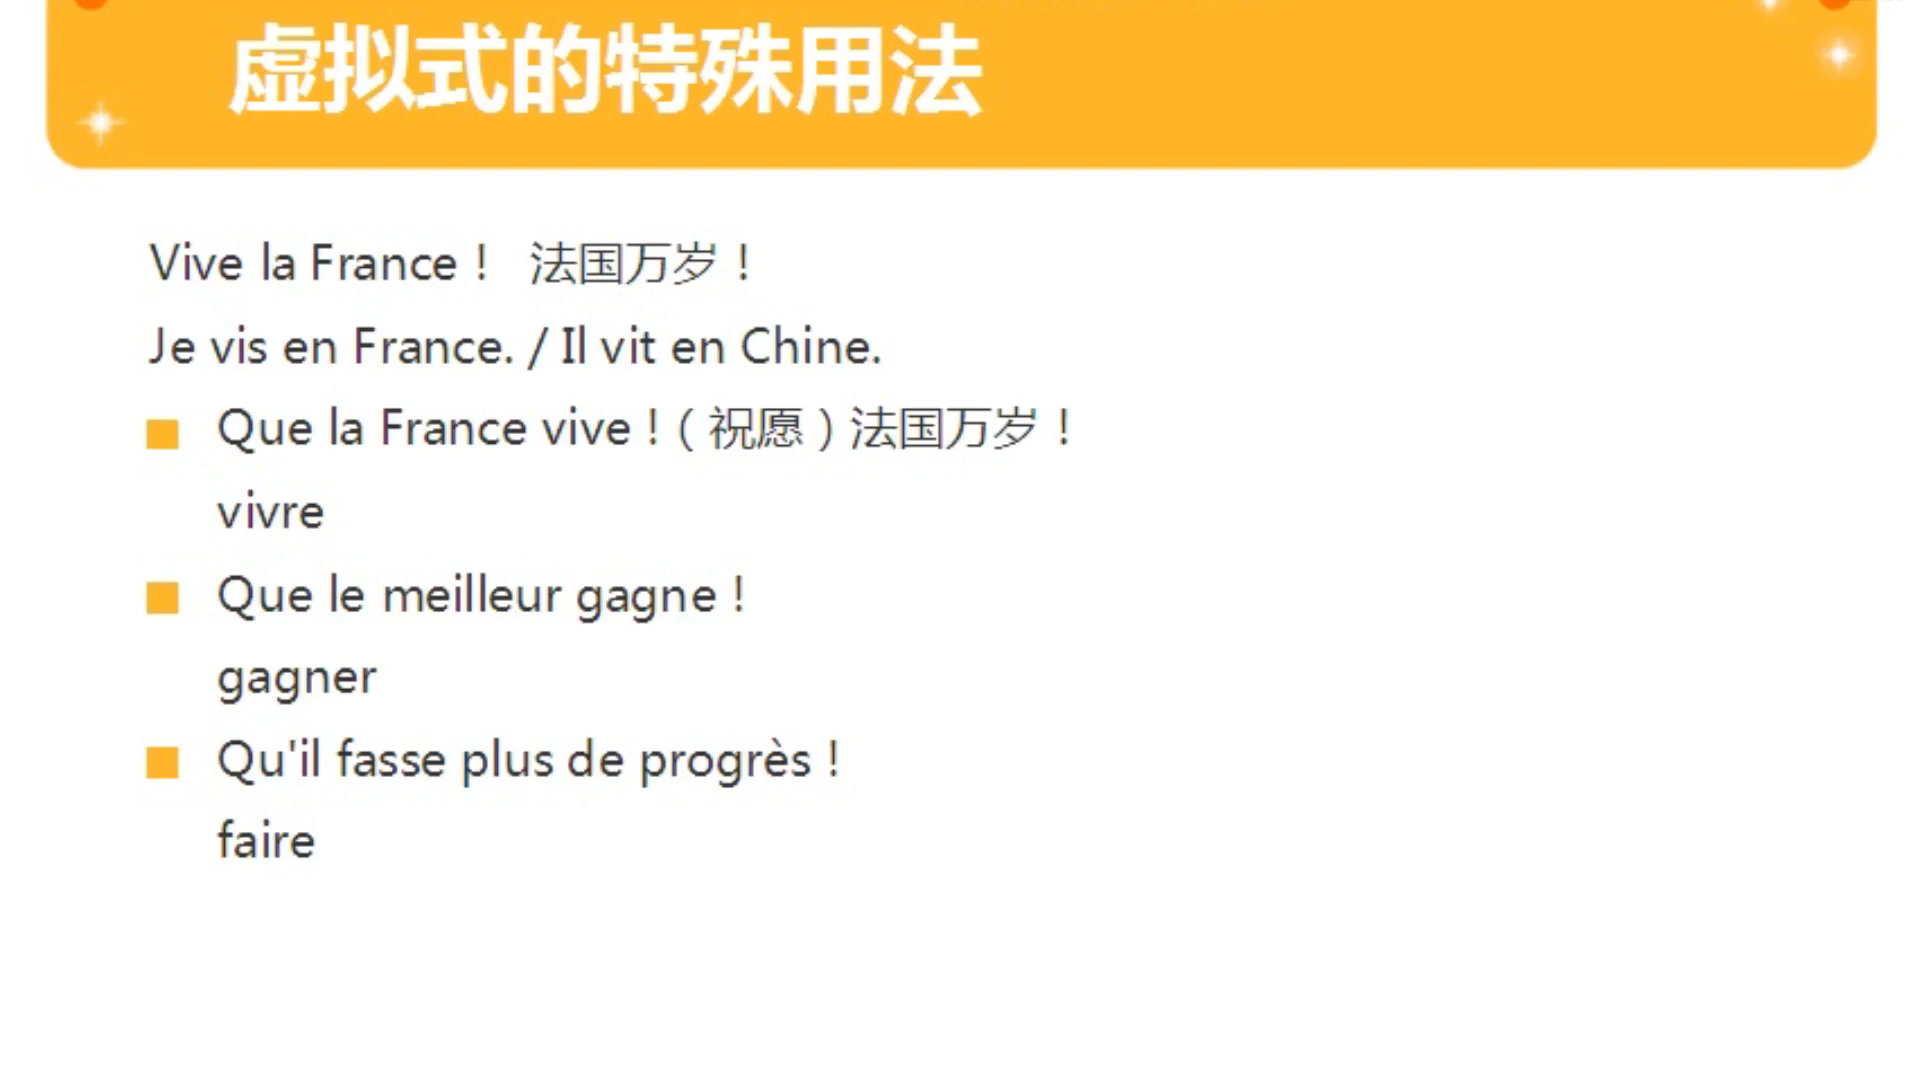 虚拟式的特殊用法
Vive la France ! 法国万岁！
Je vis en France. / Il vit en Chine.
Que la France vive !（祝愿）法国万岁！
vivre
Que le meilleur gagne !
gagner
Qu'il fasse plus de progrès !
faire